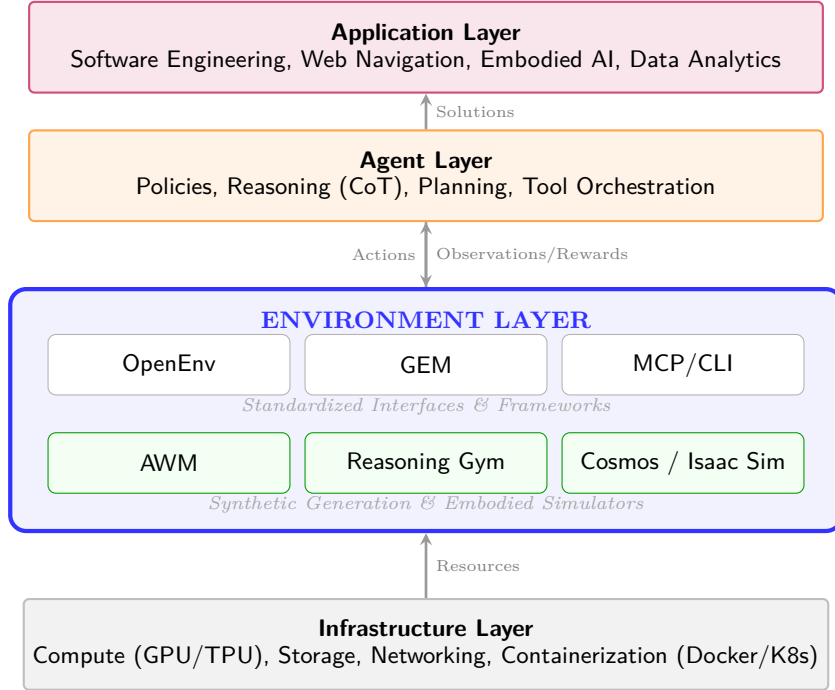 Application Layer
Software Engineering, Web Navigation, Embodied AI, Data Analytics
Solutions
Agent Layer
Policies, Reasoning (CoT), Planning, Tool Orchestration
Actions Observations/Rewards
ENVIRONMENT LAYER
OpenEnv GEM MCP/CLI
Standardized Interfaces & Frameworks
AWM Reasoning Gym Cosmos / Isaac Sim
Synthetic Generation & Embodied Simulators
Resources
Infrastructure Layer
Compute (GPU/TPU), Storage, Networking, Containerization (Docker/K8s)